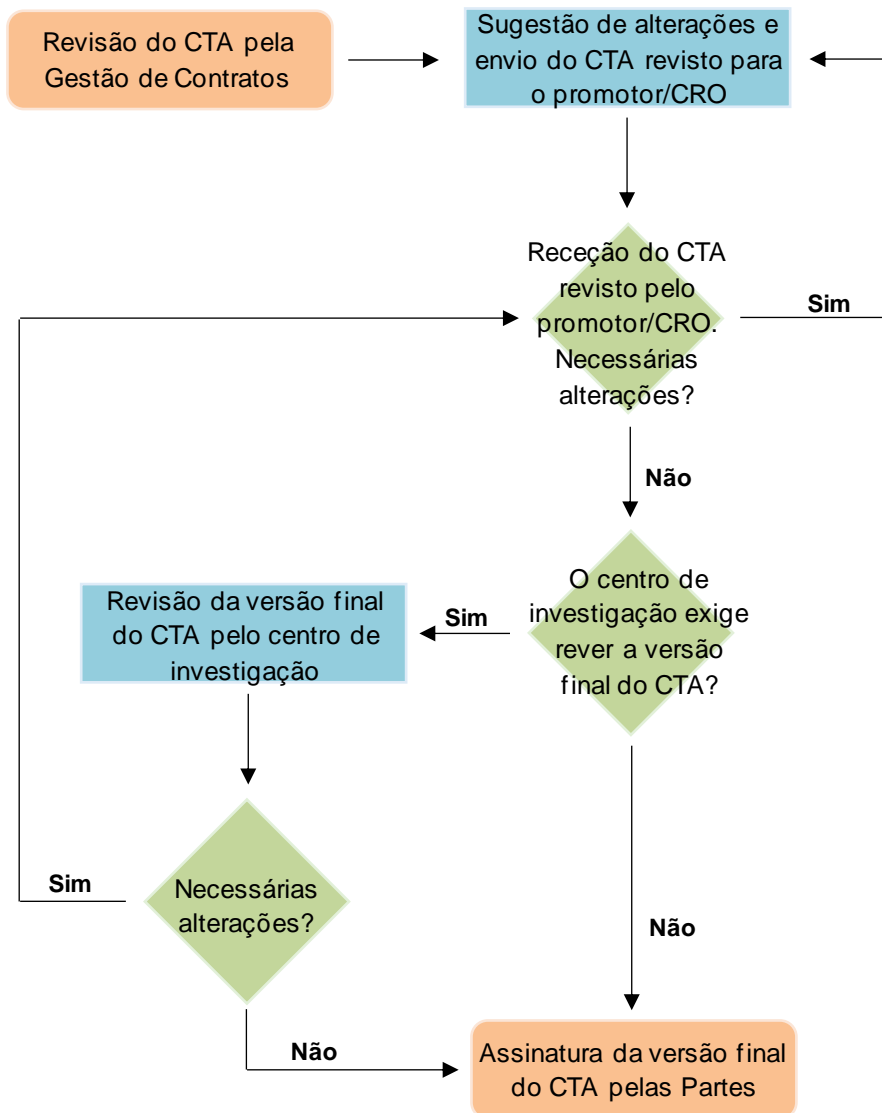 Revisão do CTA pela
Gestão de Contratos
Sugestão de alterações e
envio do CTA revisto para
o promotor/CRO
Receção do CTA
revisto pelo
promotor/CRO.
Necessárias
alterações?
Sim
Não
O centro de
investigação exige
rever a versão
final do CTA?
Sim
Revisão da versão final
do CTA pelo centro de
investigação
Necessárias
alterações?
Sim
Não
Não
Assinatura da versão final
do CTA pelas Partes